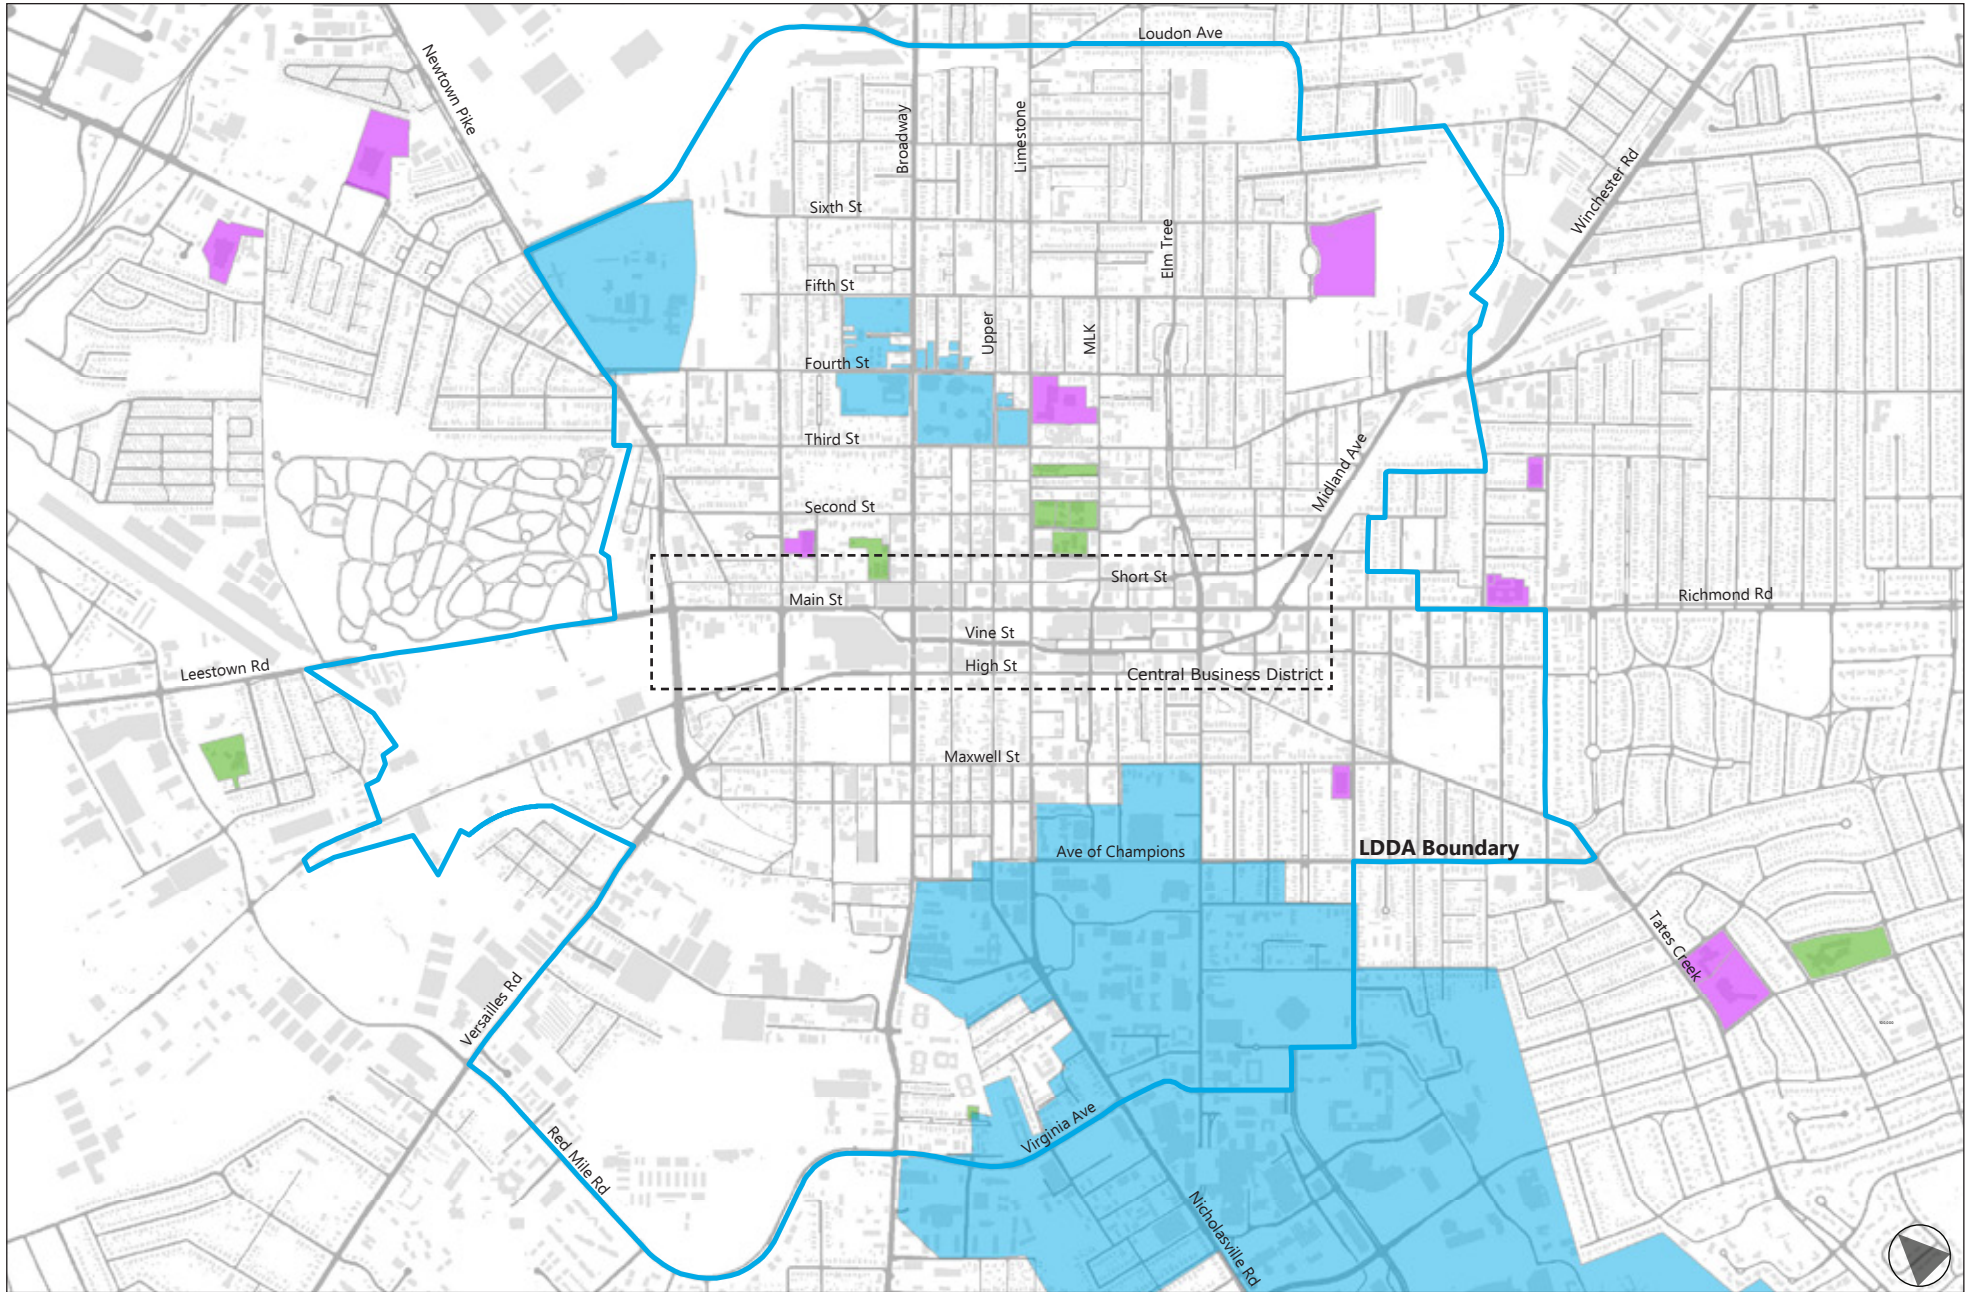 Loudon Ave
Newtown Pike
Broadway
Limestone
Winchester Rd
Sixth St
Elm Tree
Fifth St
Upper
MLK
Fourth St
Third St
Midland Ave
Second St
Short St
Main St
Richmond Rd
Vine St
High St
Central Business District
Leestown Rd
Maxwell St
Ave of Champions
LDDA Boundary
Tates Creek
Versailles Rd
Virginia Ave
Red Mile Rd
Nicholasville Rd